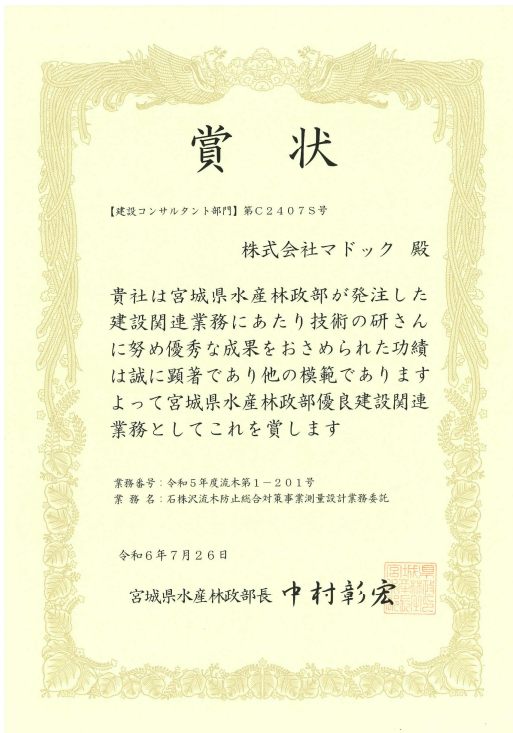 賞状
【建設コンサルタント部門】第C2407S号
株式会社マドック 殿
貴社は宮城県水産林政部が発注した
建設関連業務にあたり技術の研さん
に努め優秀な成果をおさめられた功績
は誠に顕著であり他の模範であります
よって宮城県水産林政部優良建設関連
業務としてこれを賞します
業務番号：令和5年度流木第1－201号
業 務 名：石株沢流木防止総合対策事業測量設計業務委託
令和6年7月26日
宮城県水産林政部長 中村彰宏